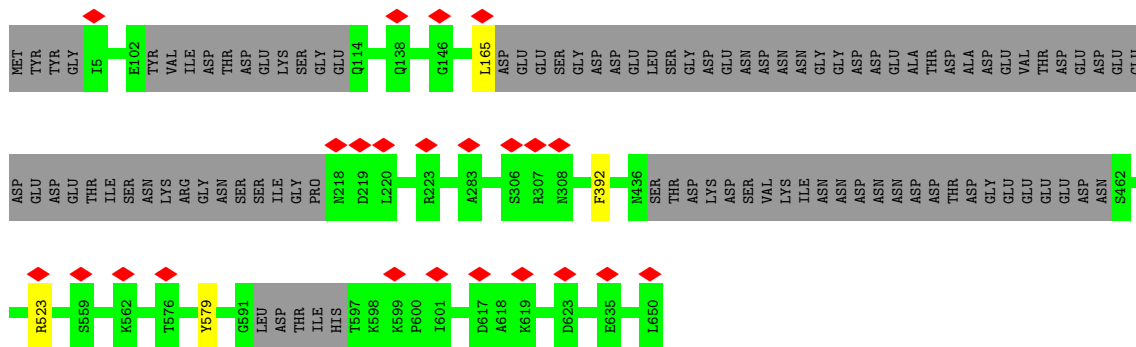 MET TYR TYR GLY I5 E102 TYR VAL ILE ASP THR ASP GLU LYS SER GLY GLU Q114 Q138 G146 L165 ASP GLU GLU SER GLY ASP ASP GLU LEU SER GLY ASP GLU ASN ASP ASN ASN GLY GLY ASP ASP GLU ALA THR ASP ALA ASP GLU VAL THR ASP GLU ASP GLU GLU
ASP GLU ASP GLU THR ILE SER ASN LYS ARG GLY ASN SER SER ILE GLY PRO N218 D219 L220 R223 A283 S306 R307 N308 F392 N436 SER THR ASP LYS ASP SER VAL LYS ILE ASN ASN ASP ASN ASN ASP ASP THR ASP GLY GLU GLU GLU GLU ASP ASN S462
R523 S559 K562 T576 Y579 G591 LEU ASP THR ILE HIS T597 K598 K599 P600 I601 D617 A618 K619 D623 E635 L650